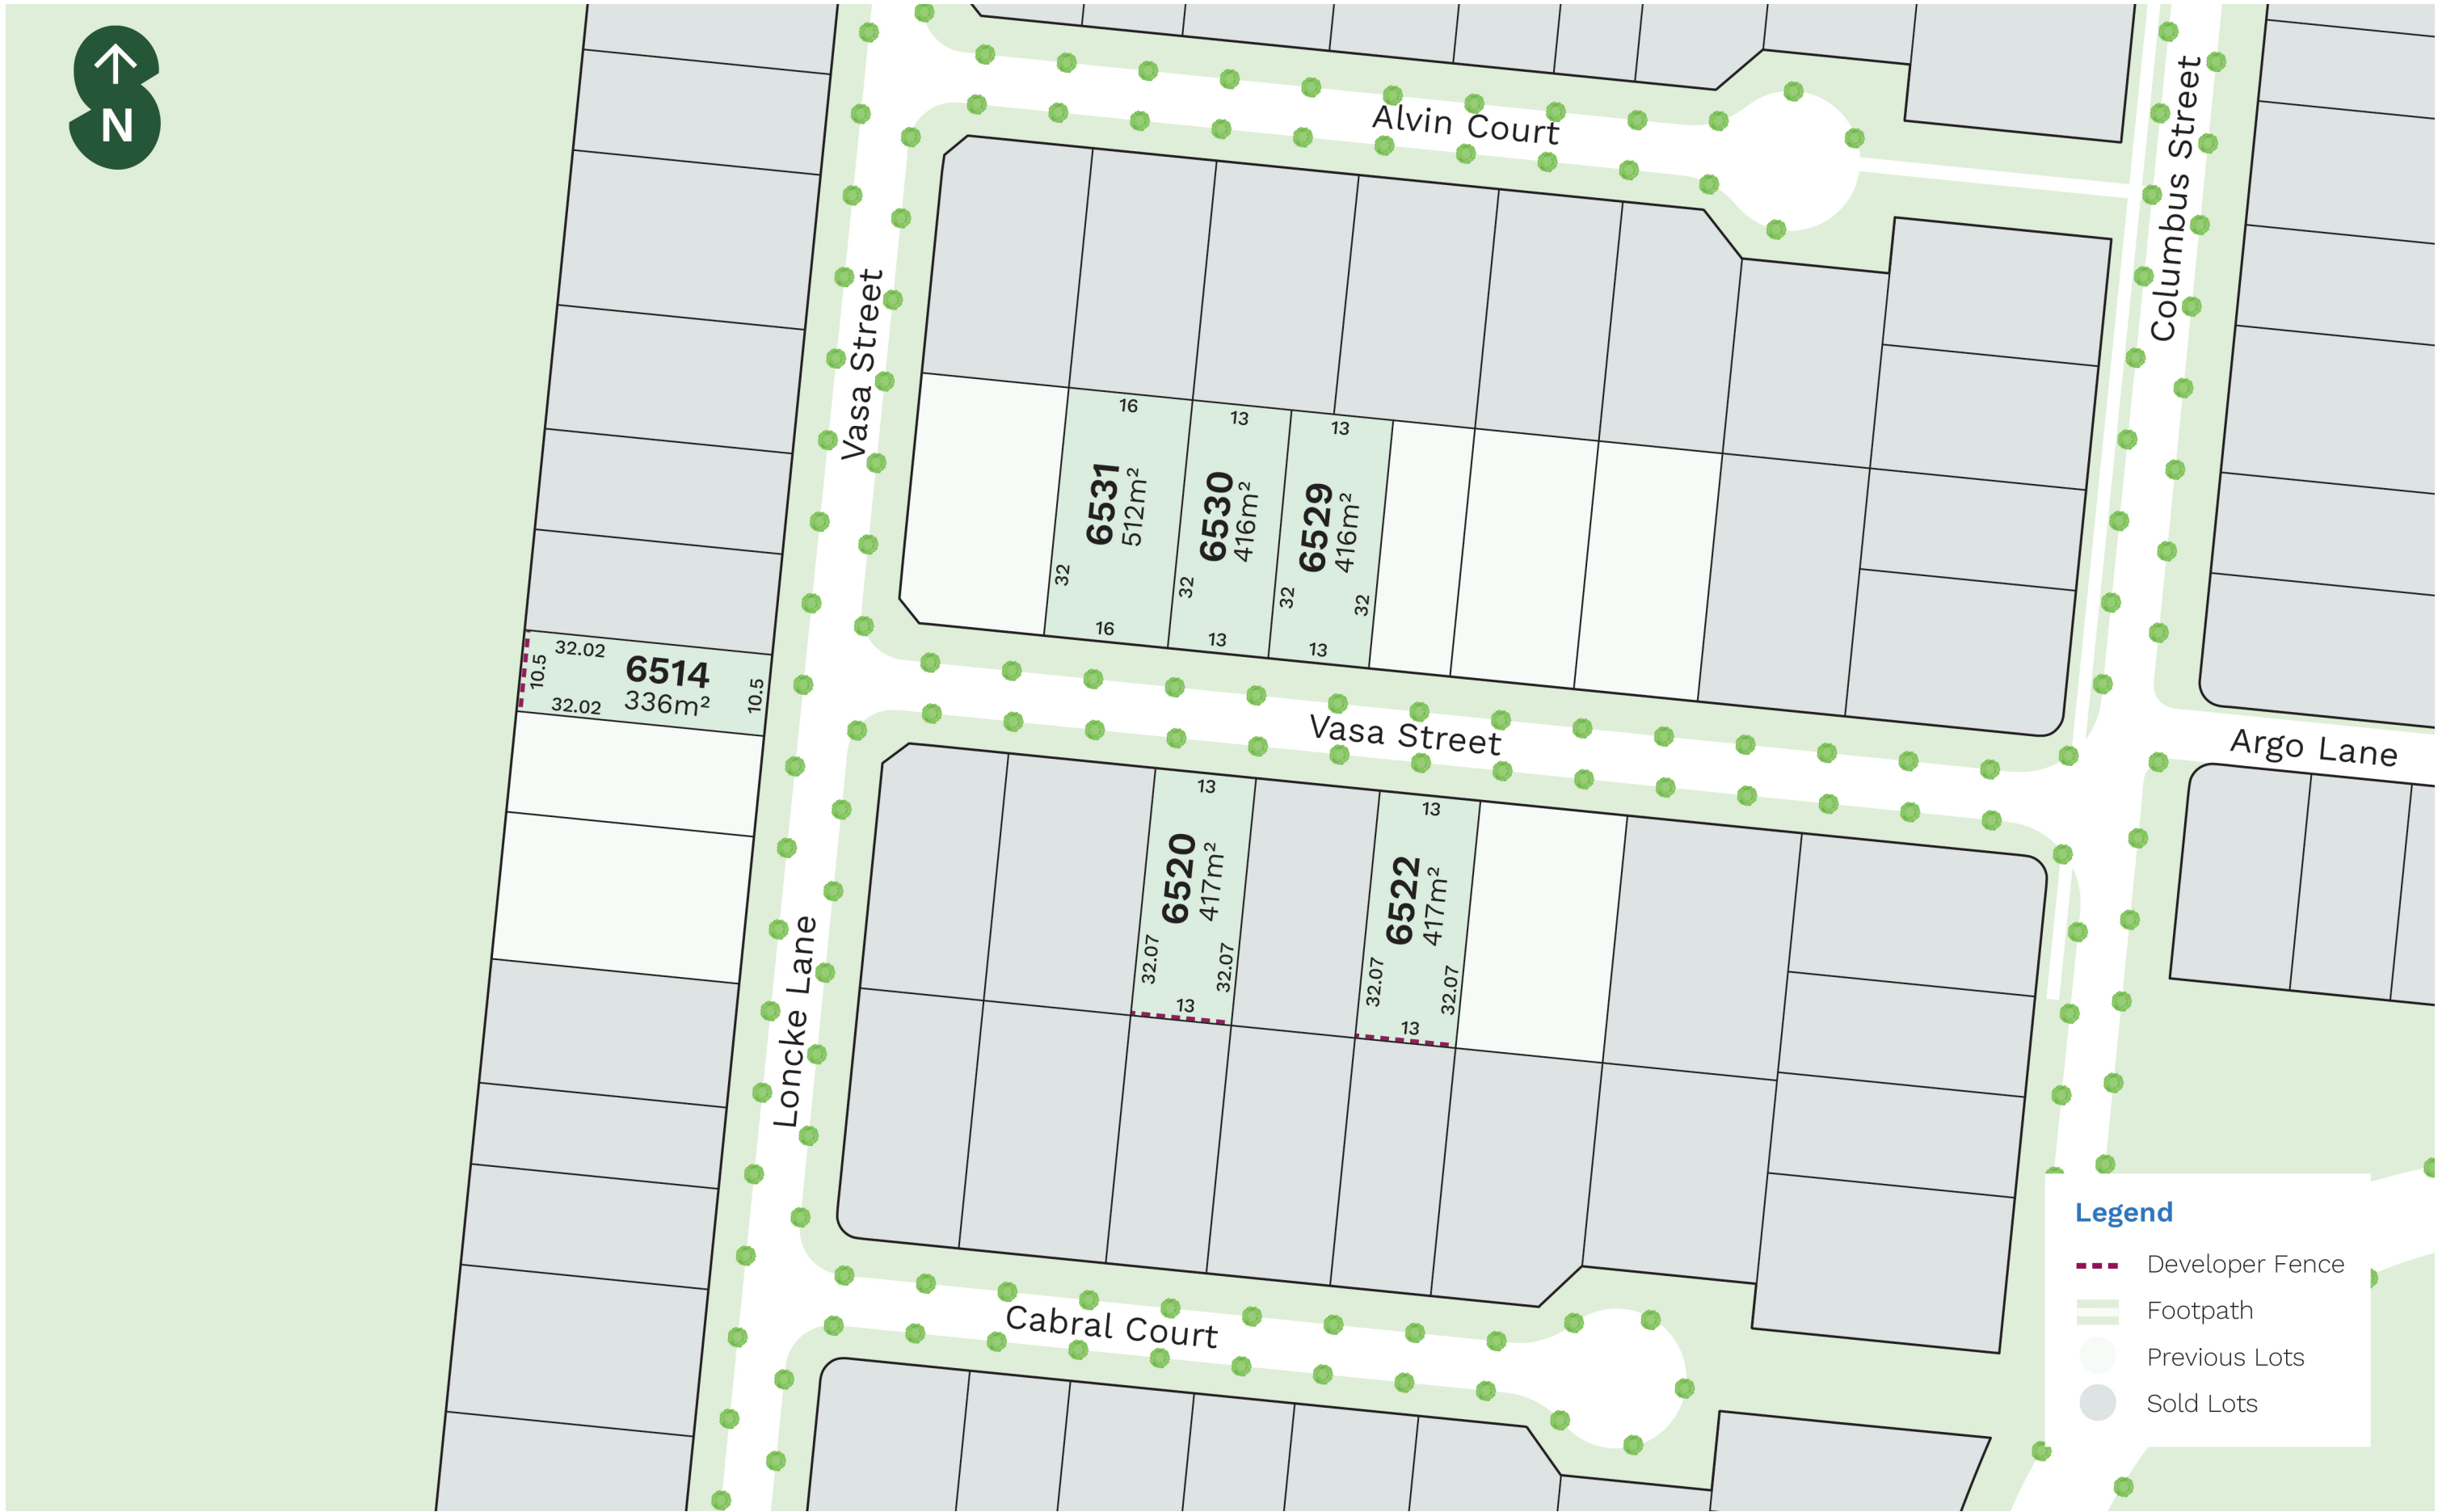 N
Alvin Court
Columbus Street
Vasa Street
16
6531
512m²
32
16
13
6530
416m²
32
13
13
6529
416m²
32
32
13
32.02
6514
336m²
10.5
10.5
32.02
Vasa Street
Argo Lane
13
6520
417m²
32.07
32.07
13
13
6522
417m²
32.07
32.07
13
Loncke Lane
Cabral Court
Legend
Developer Fence
Footpath
Previous Lots
Sold Lots